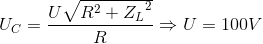 U_C = \frac{U\sqrt{R^2 + {Z_L}^2}}{R} \Rightarrow U = 100V